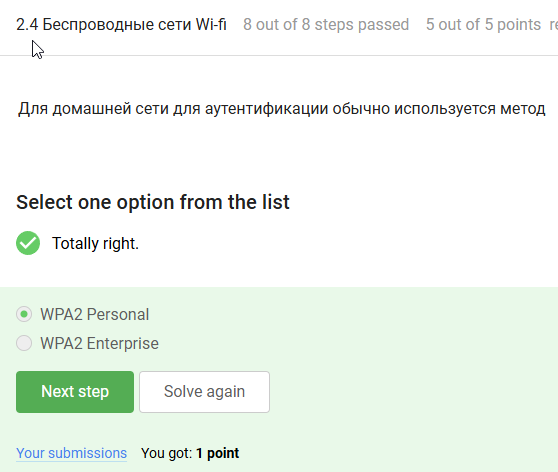 2.4 Беспроводные сети Wi-fi 8 out of 8 steps passed 5 out of 5 points re
Для домашней сети для аутентификации обычно используется метод
Select one option from the list
Totally right.
WPA2 Personal
WPA2 Enterprise
Next step Solve again
Your submissions You got: 1 point